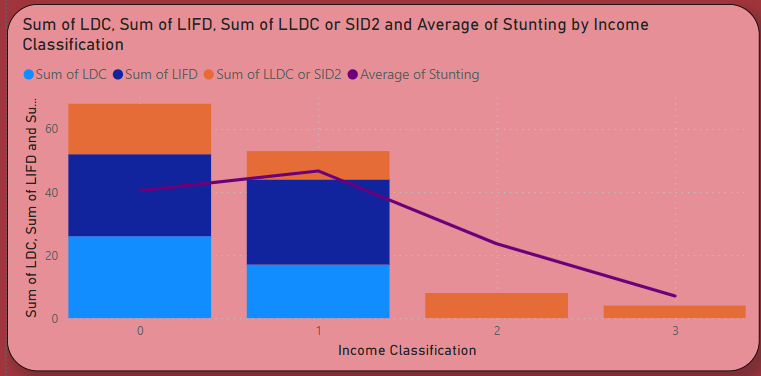 Sum of LDC, Sum of LIFD, Sum of LLDC or SID2 and Average of Stunting by Income
Classification
Sum of LDC Sum of LIFD Sum of LLDC or SID2 Average of Stunting
Sum of LDC, Sum of LIFD and Su...
60
40
20
0
0 1 2 3
Income Classification